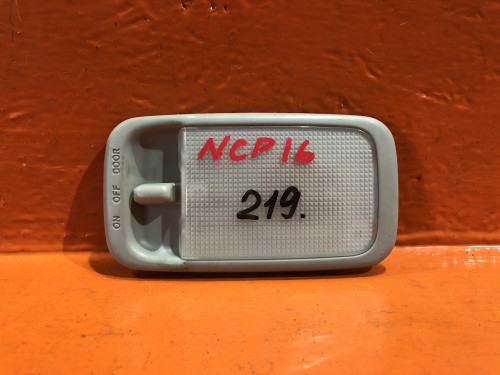 ON OFF DOOR
NCP16
219.